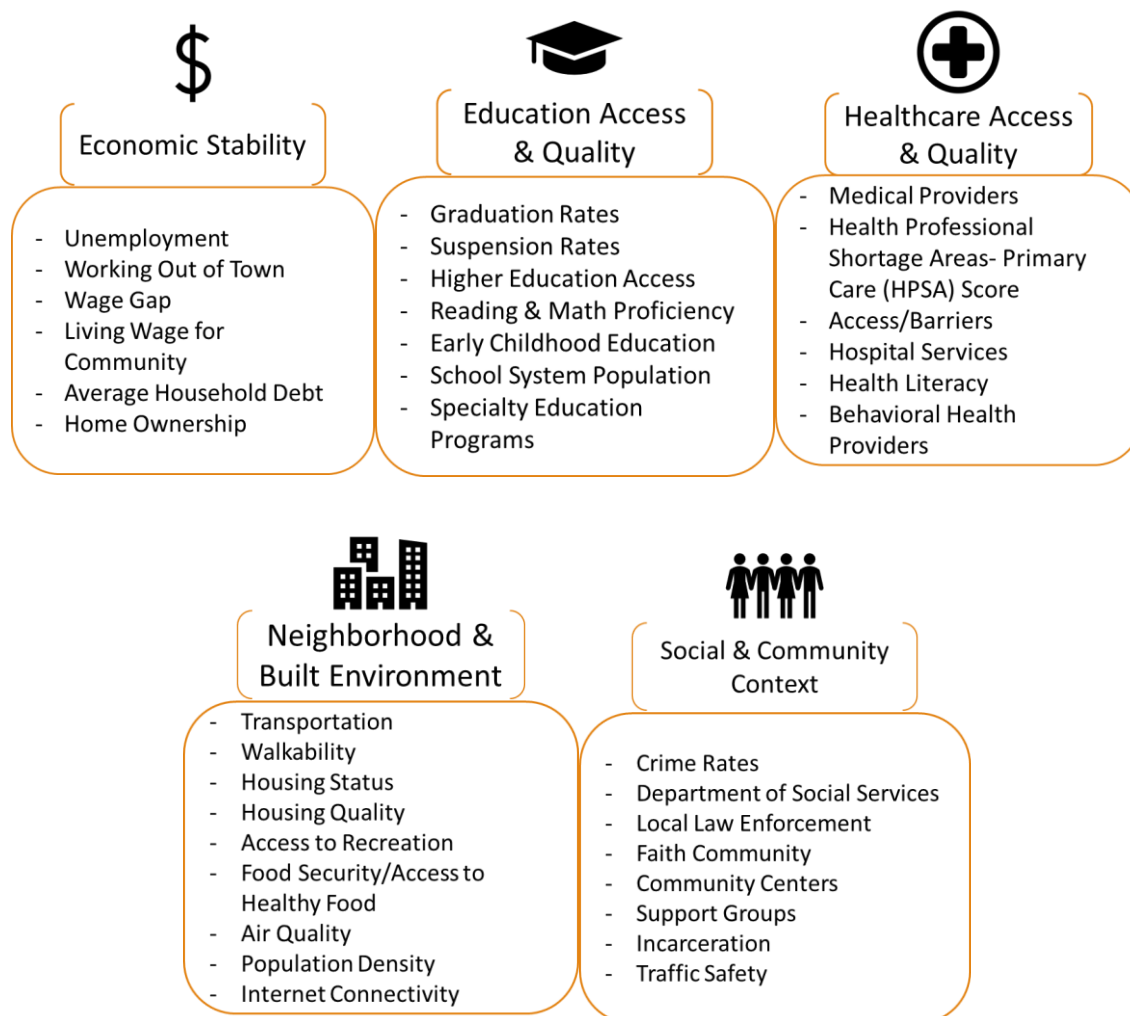 $
Economic Stability
- Unemployment
- Working Out of Town
- Wage Gap
- Living Wage for
Community
- Average Household Debt
- Home Ownership
Education Access
& Quality
- Graduation Rates
- Suspension Rates
- Higher Education Access
- Reading & Math Proficiency
- Early Childhood Education
- School System Population
- Specialty Education
Programs
Healthcare Access
& Quality
- Medical Providers
- Health Professional
Shortage Areas- Primary
Care (HPSA) Score
- Access/Barriers
- Hospital Services
- Health Literacy
- Behavioral Health
Providers
Neighborhood &
Built Environment
- Transportation
- Walkability
- Housing Status
- Housing Quality
- Access to Recreation
- Food Security/Access to
Healthy Food
- Air Quality
- Population Density
- Internet Connectivity
Social & Community
Context
- Crime Rates
- Department of Social Services
- Local Law Enforcement
- Faith Community
- Community Centers
- Support Groups
- Incarceration
- Traffic Safety